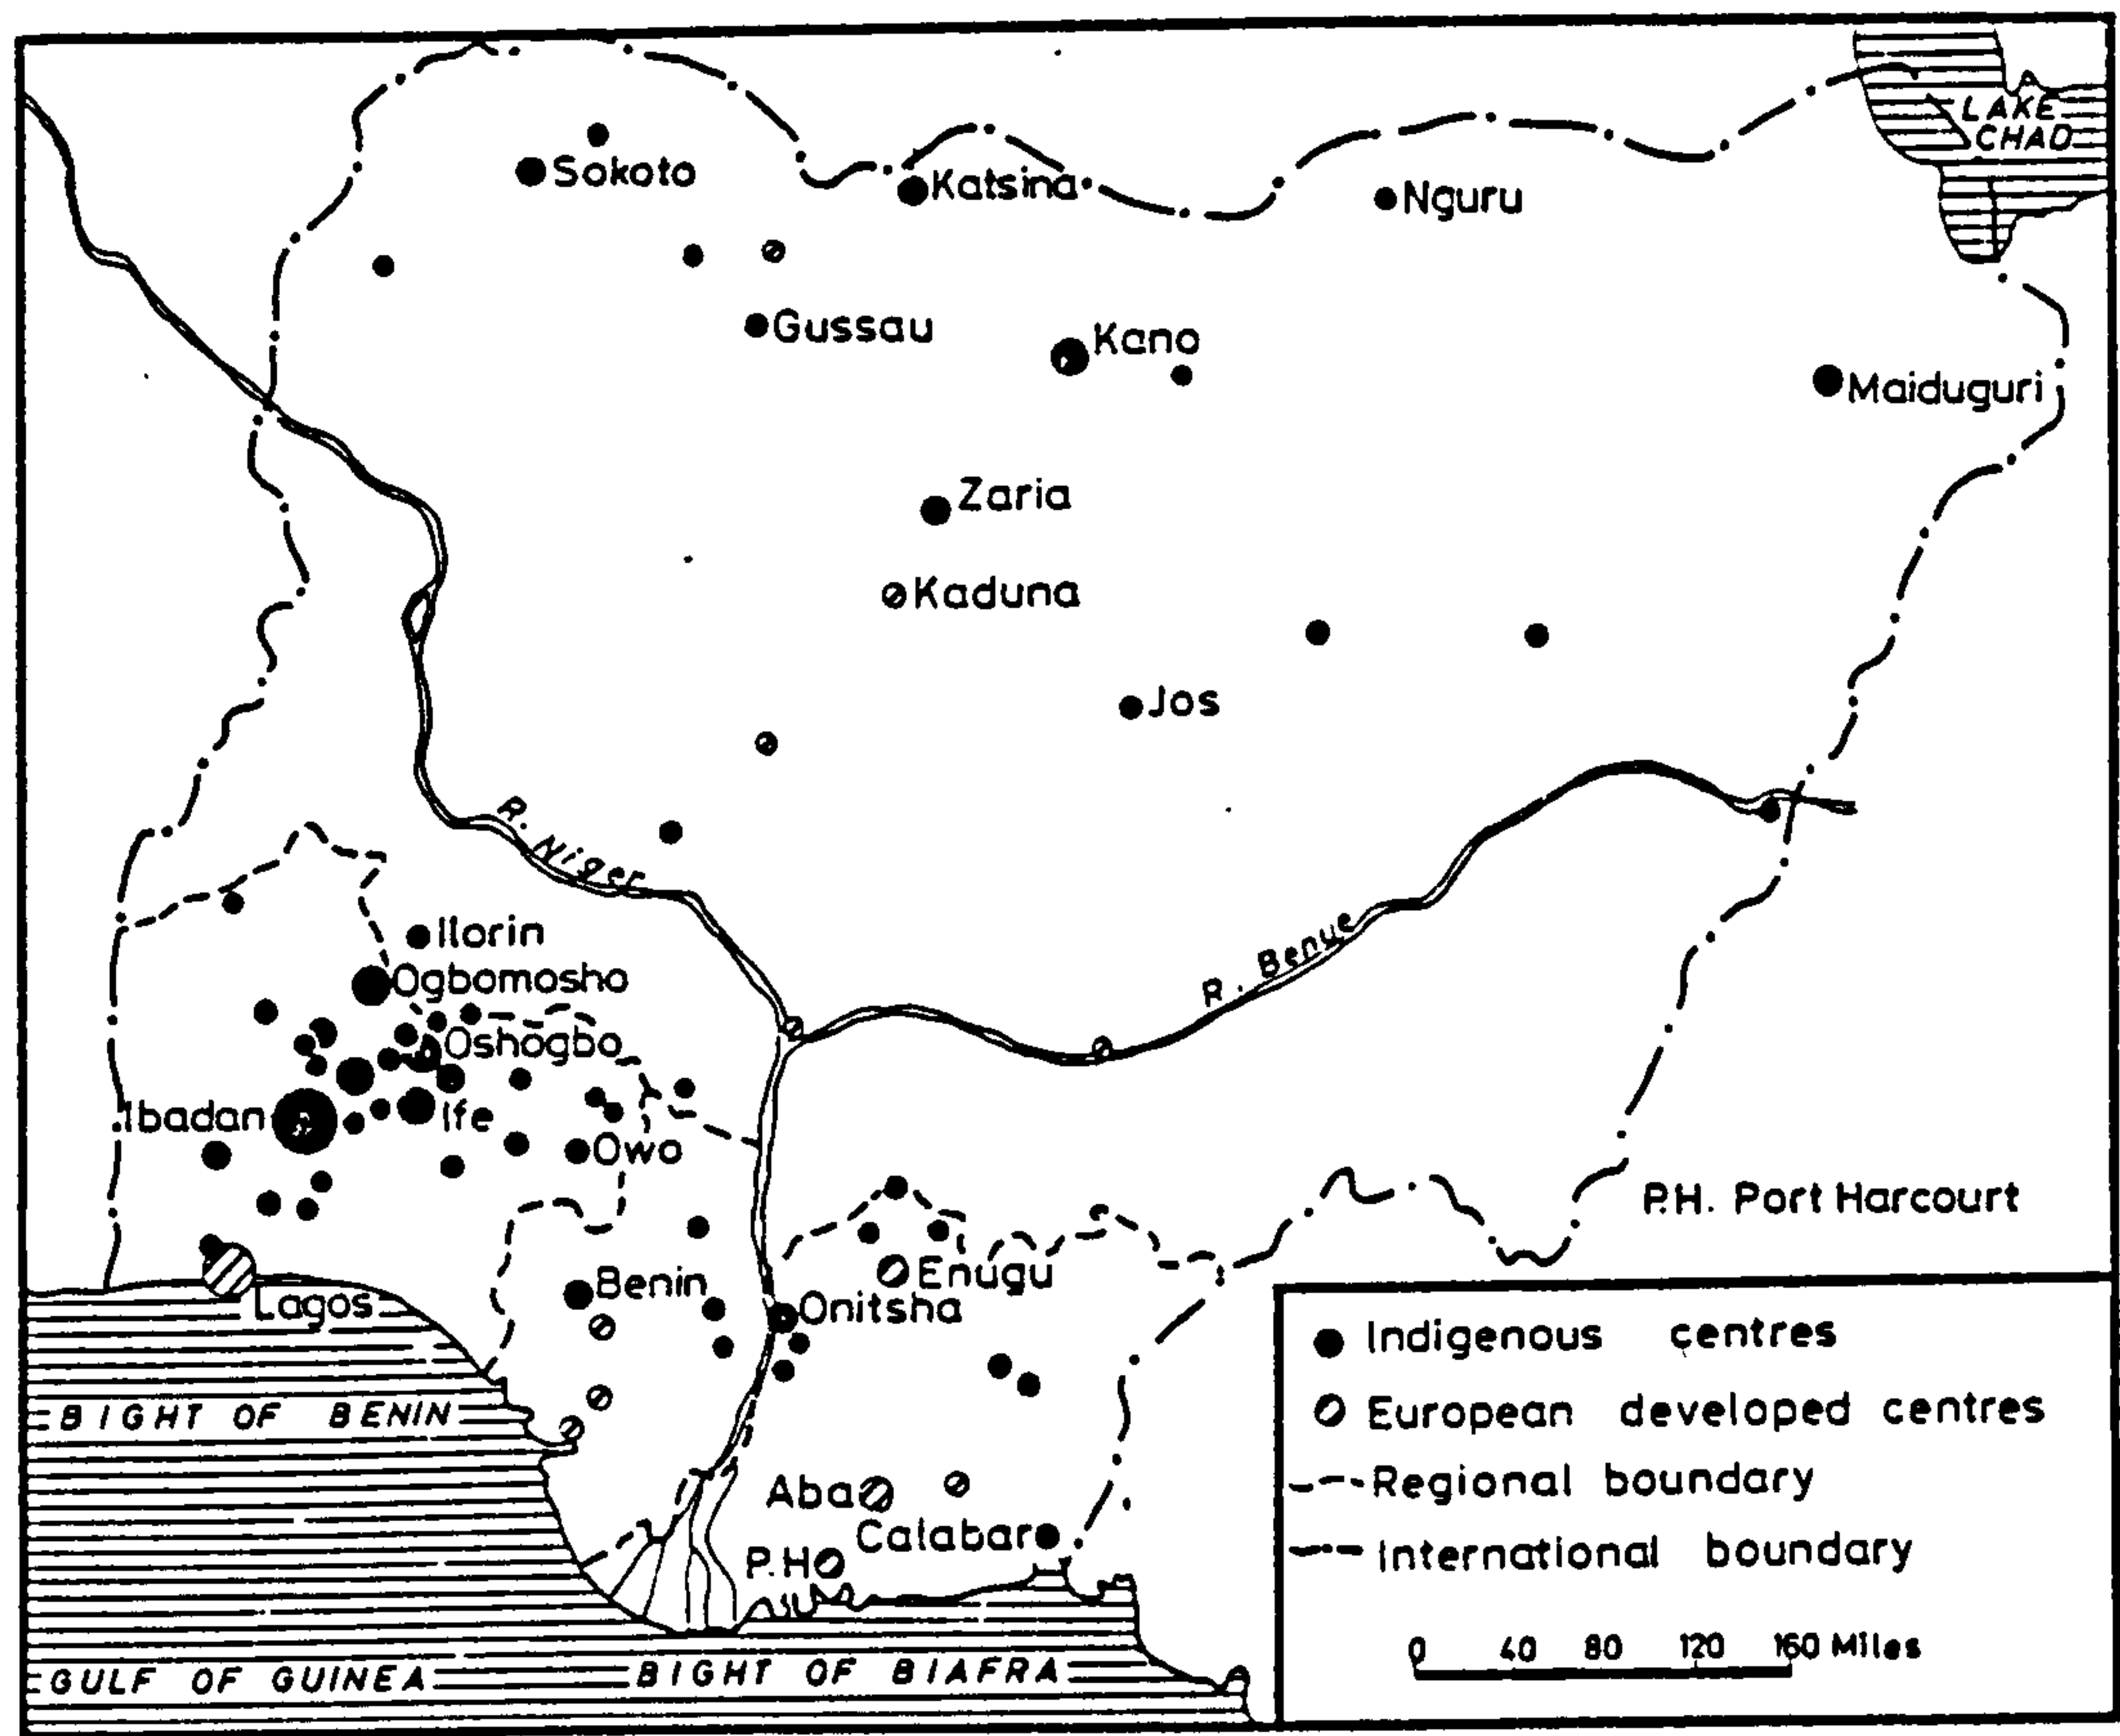 LAKE
CHAD
Sokoto
Katsina
Nguru
Gussau
Kano
Maiduguri
Zaria
Kaduna
Jos
R. Niger
R. Benue
Ilorin
Ogbomosho
Oshogbo
Ibadan
Ife
Owo
P.H. Port Harcourt
Enugu
Benin
Onitsha
Lagos
BIGHT OF BENIN
Aba
Calabar
P.H
GULF OF GUINEA
BIGHT OF BIAFRA
Indigenous centres
European developed centres
Regional boundary
International boundary
0 40 80 120 160 Miles